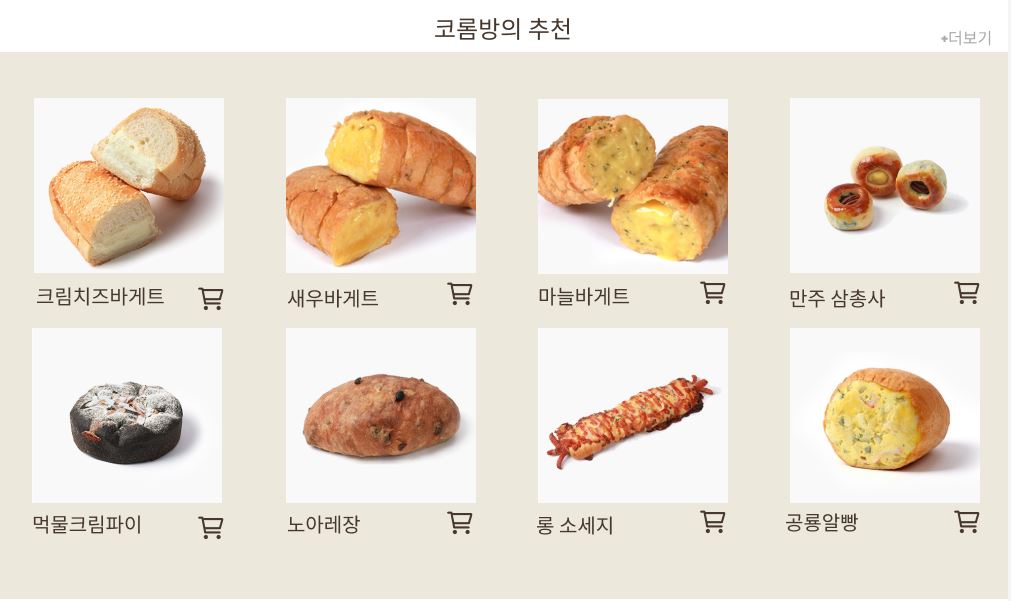 코롬방의 추천
+더보기
크림치즈바게트
새우바게트
마늘바게트
만주 삼총사
먹물크림파이
노아레장
롱 소세지
공룡알빵